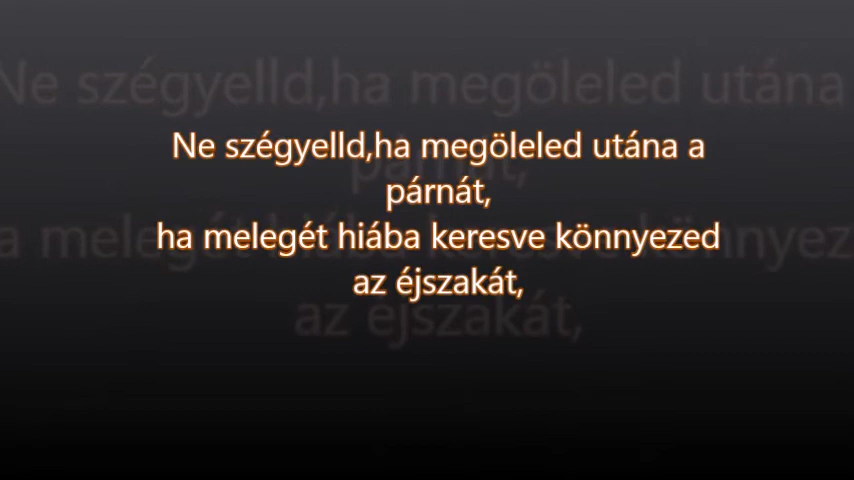 Ne szégyelld,ha megöleled utána a
párnát,
ha melegét hiába keresve könnyezed
az éjszakát,